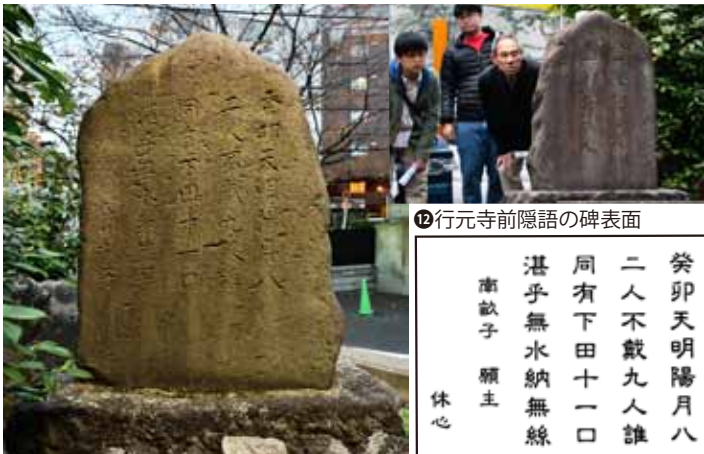 ⓬行元寺前隠語の碑表面
癸卯天明陽月八
二人不戴九人誰
同有下田十一口
湛乎無水納無絲
南畝子 願主
休心